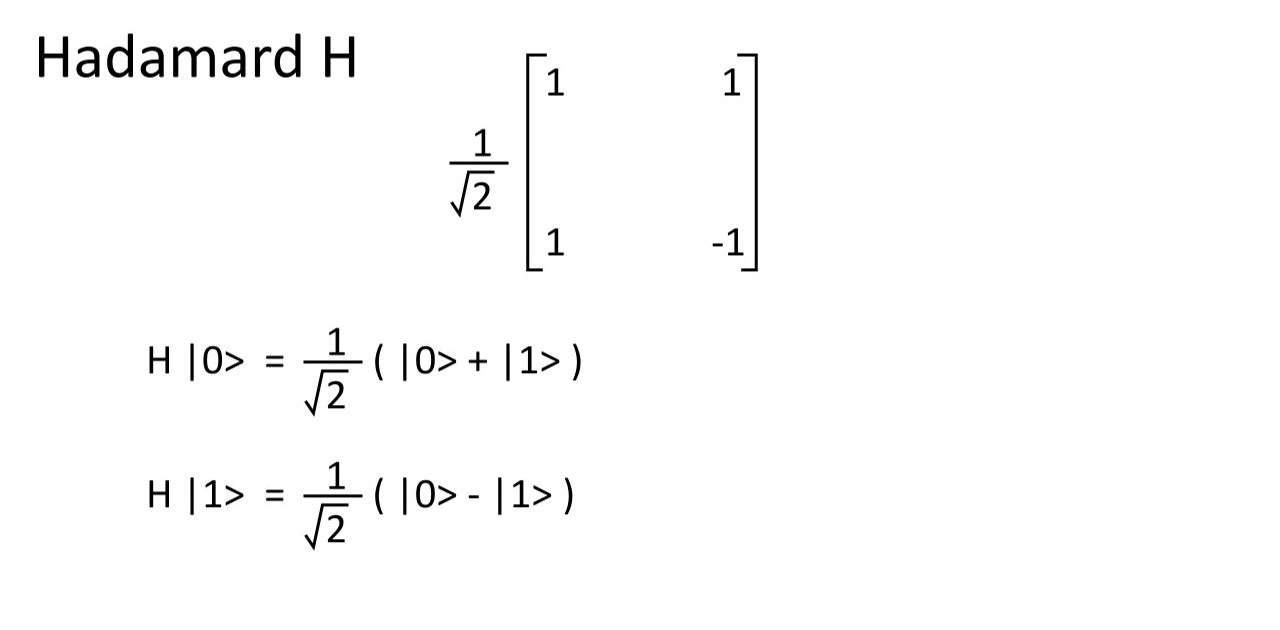 Hadamard H
1 1
1
√2
1 -1
H |0> = 1/√2 ( |0> + |1> )
H |1> = 1/√2 ( |0> - |1> )